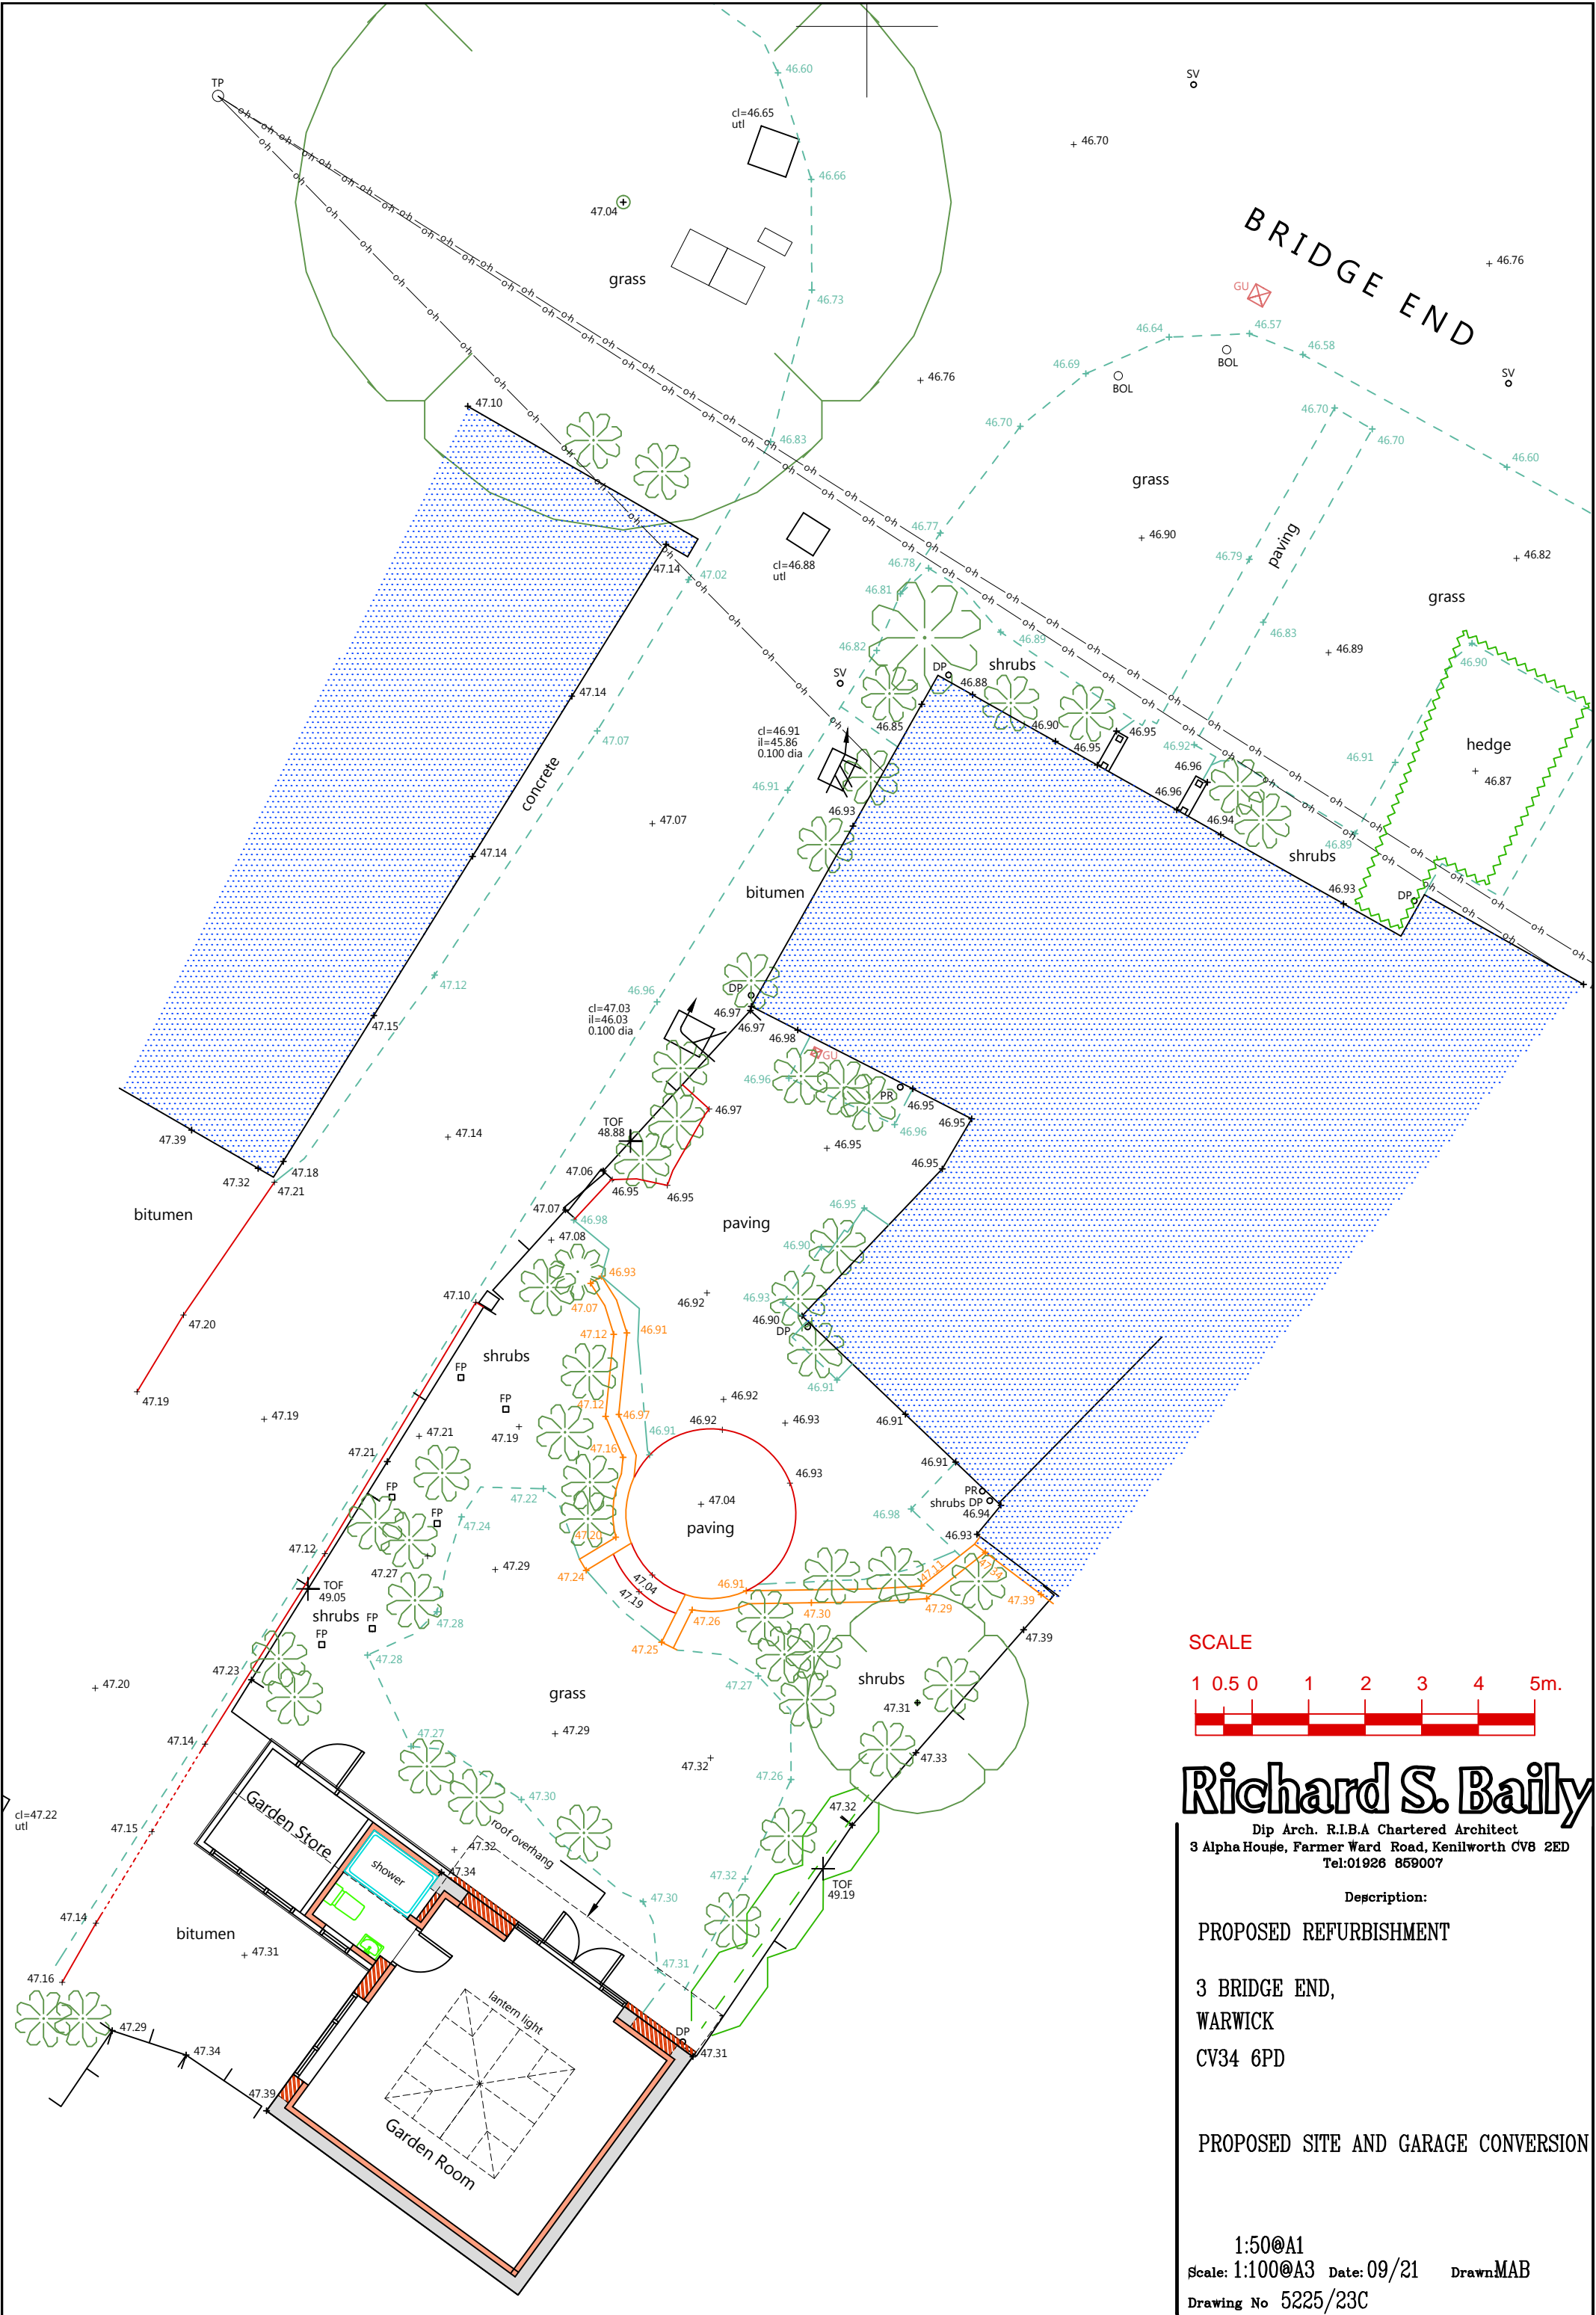 TP
46.60
SV
cl=46.65
utl
46.70
46.66
47.04
BRIDGE END
46.76
grass
GU
46.73
46.64
46.57
46.58
BOL
BOL
46.69
SV
46.76
47.10
46.70
46.70
46.70
46.83
46.60
grass
46.77
46.90
paving
46.82
cl=46.88
utl
46.78
46.79
47.14
47.02
46.81
grass
46.83
46.82
46.89
46.89
46.90
SV
DP
shrubs
46.88
47.14
46.85
46.90
46.95
46.95
47.07
cl=46.91
il=45.86
0.100 dia
46.92
hedge
46.91
46.96
46.96
46.87
concrete
46.91
46.93
46.94
47.07
46.89
47.14
shrubs
bitumen
46.93
DP
47.12
46.96
DP
cl=47.03
il=46.03
0.100 dia
46.97
46.97
46.98
47.15
GU
46.96
PR
46.95
46.97
46.95
46.96
TOF
48.88
47.39
47.14
46.95
47.18
47.06
46.95
47.32
47.21
46.95
46.95
bitumen
47.07
46.98
paving
46.95
47.08
46.90
46.93
47.10
47.07
46.92
46.93
46.90
DP
47.20
47.12
46.91
shrubs
FP
46.91
47.19
FP
46.92
47.12
46.97
46.92
46.93
46.91
47.19
47.21
47.19
46.91
47.21
47.16
46.91
46.93
FP
47.22
PR
47.04
shrubs DP
46.98
46.94
FP
47.24
paving
47.20
46.93
47.12
47.29
47.27
47.24
47.04
46.91
47.11
47.34
TOF
49.05
47.19
47.39
shrubs
FP
47.28
47.26
47.30
47.29
FP
47.25
47.39
SCALE
47.28
47.23
47.27
shrubs
1 0.5 0 1 2 3 4 5m.
47.20
grass
47.31
47.14
47.27
47.29
47.32
47.33
47.26
Richard S. Baily
Dip Arch. R.I.B.A Chartered Architect
3 Alpha House, Farmer Ward Road, Kenilworth CV8 2ED
Tel:01926 859007
Description:
PROPOSED REFURBISHMENT
3 BRIDGE END,
WARWICK
CV34 6PD
PROPOSED SITE AND GARAGE CONVERSION
1:50@A1
Scale: 1:100@A3 Date: 09/21 Drawn:MAB
Drawing No 5225/23C
47.30
47.32
cl=47.22
utl
47.15
Garden Store
roof overhang
47.32
shower
47.34
47.32
TOF
49.19
47.30
47.14
bitumen
47.31
47.31
47.16
lantern light
47.29
DP
47.34
47.31
47.39
Garden Room